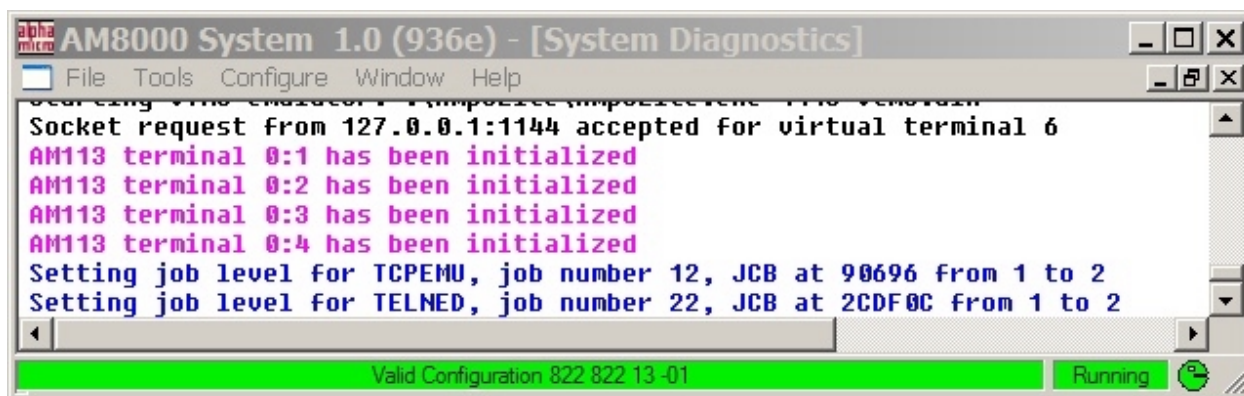 alpha micro AM8000 System 1.0 (936e) - [System Diagnostics]
File Tools Configure Window Help
Socket request from 127.0.0.1:1144 accepted for virtual terminal 6
AM113 terminal 0:1 has been initialized
AM113 terminal 0:2 has been initialized
AM113 terminal 0:3 has been initialized
AM113 terminal 0:4 has been initialized
Setting job level for TCPEMU, job number 12, JCB at 90696 from 1 to 2
Setting job level for TELNED, job number 22, JCB at 2CDF0C from 1 to 2
Valid Configuration 822 822 13 -01 Running